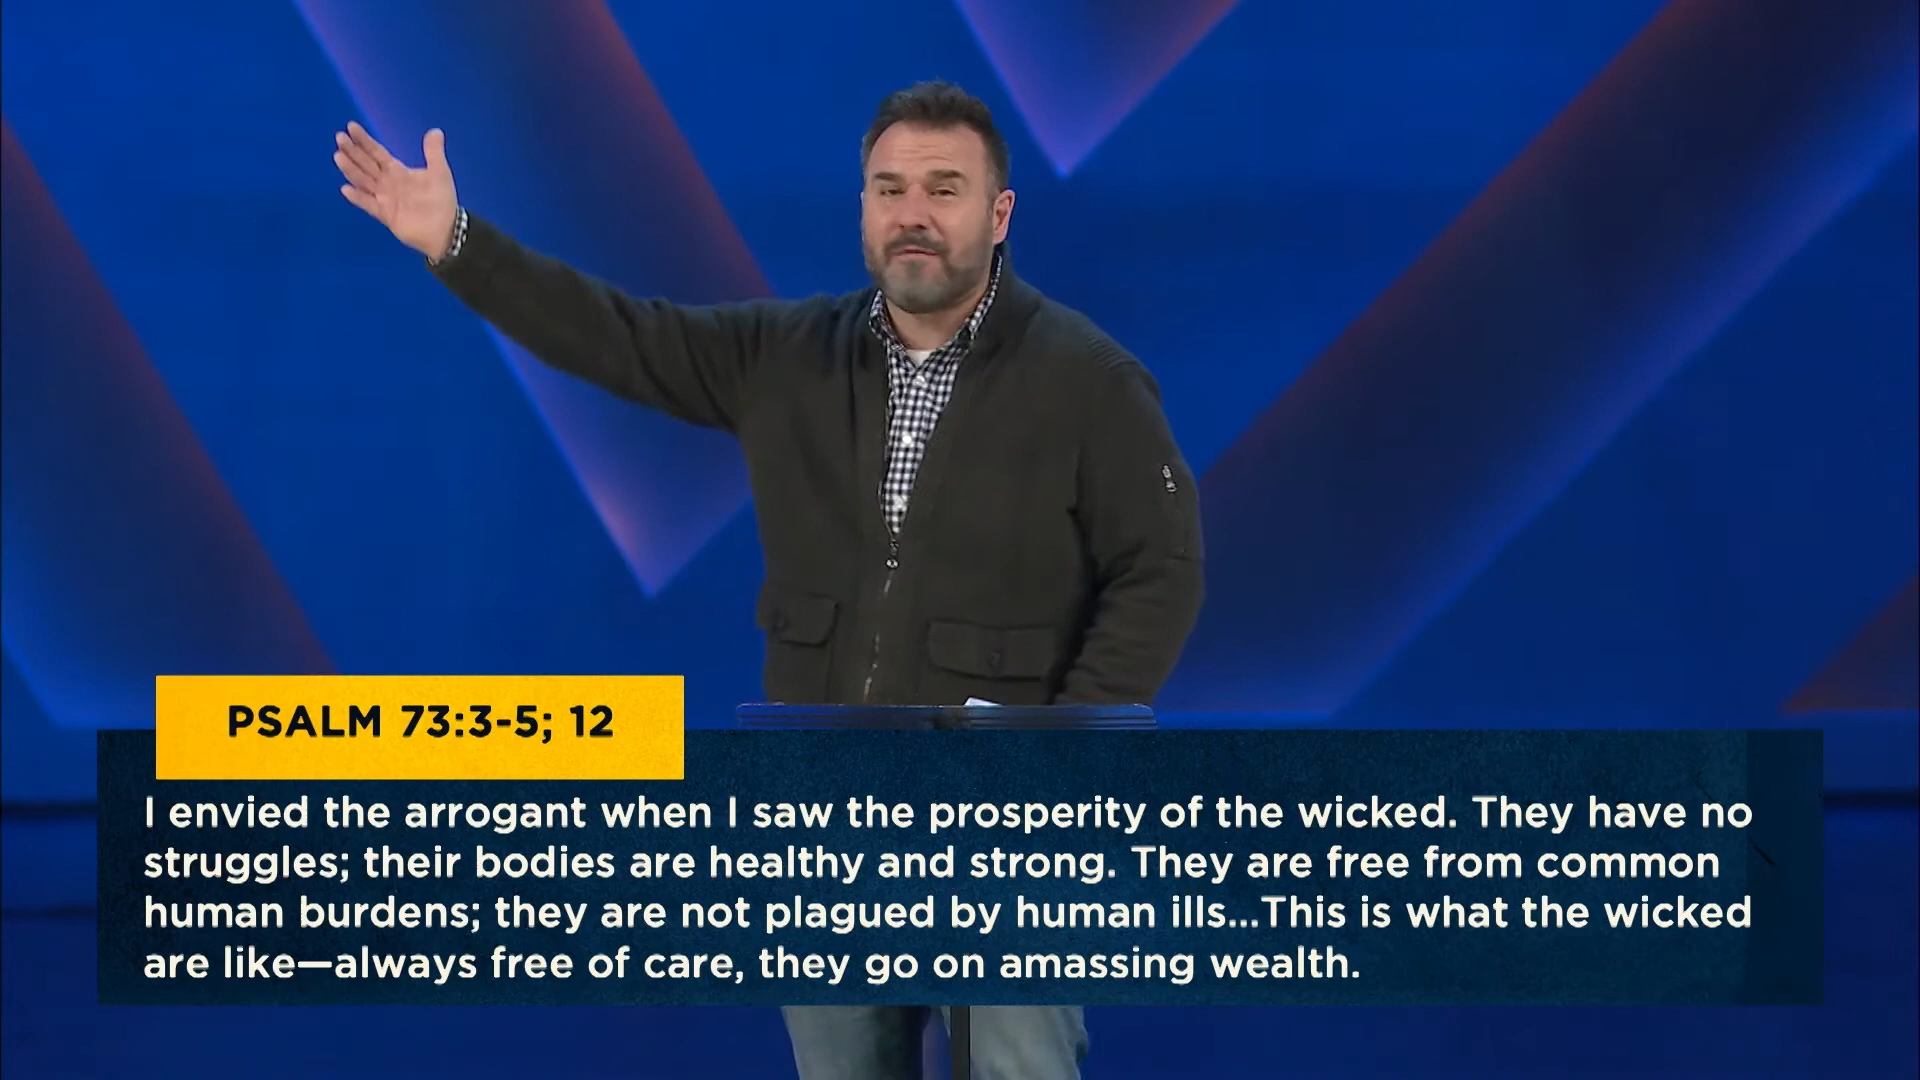 PSALM 73:3-5; 12
I envied the arrogant when I saw the prosperity of the wicked. They have no
struggles; their bodies are healthy and strong. They are free from common
human burdens; they are not plagued by human ills...This is what the wicked
are like—always free of care, they go on amassing wealth.